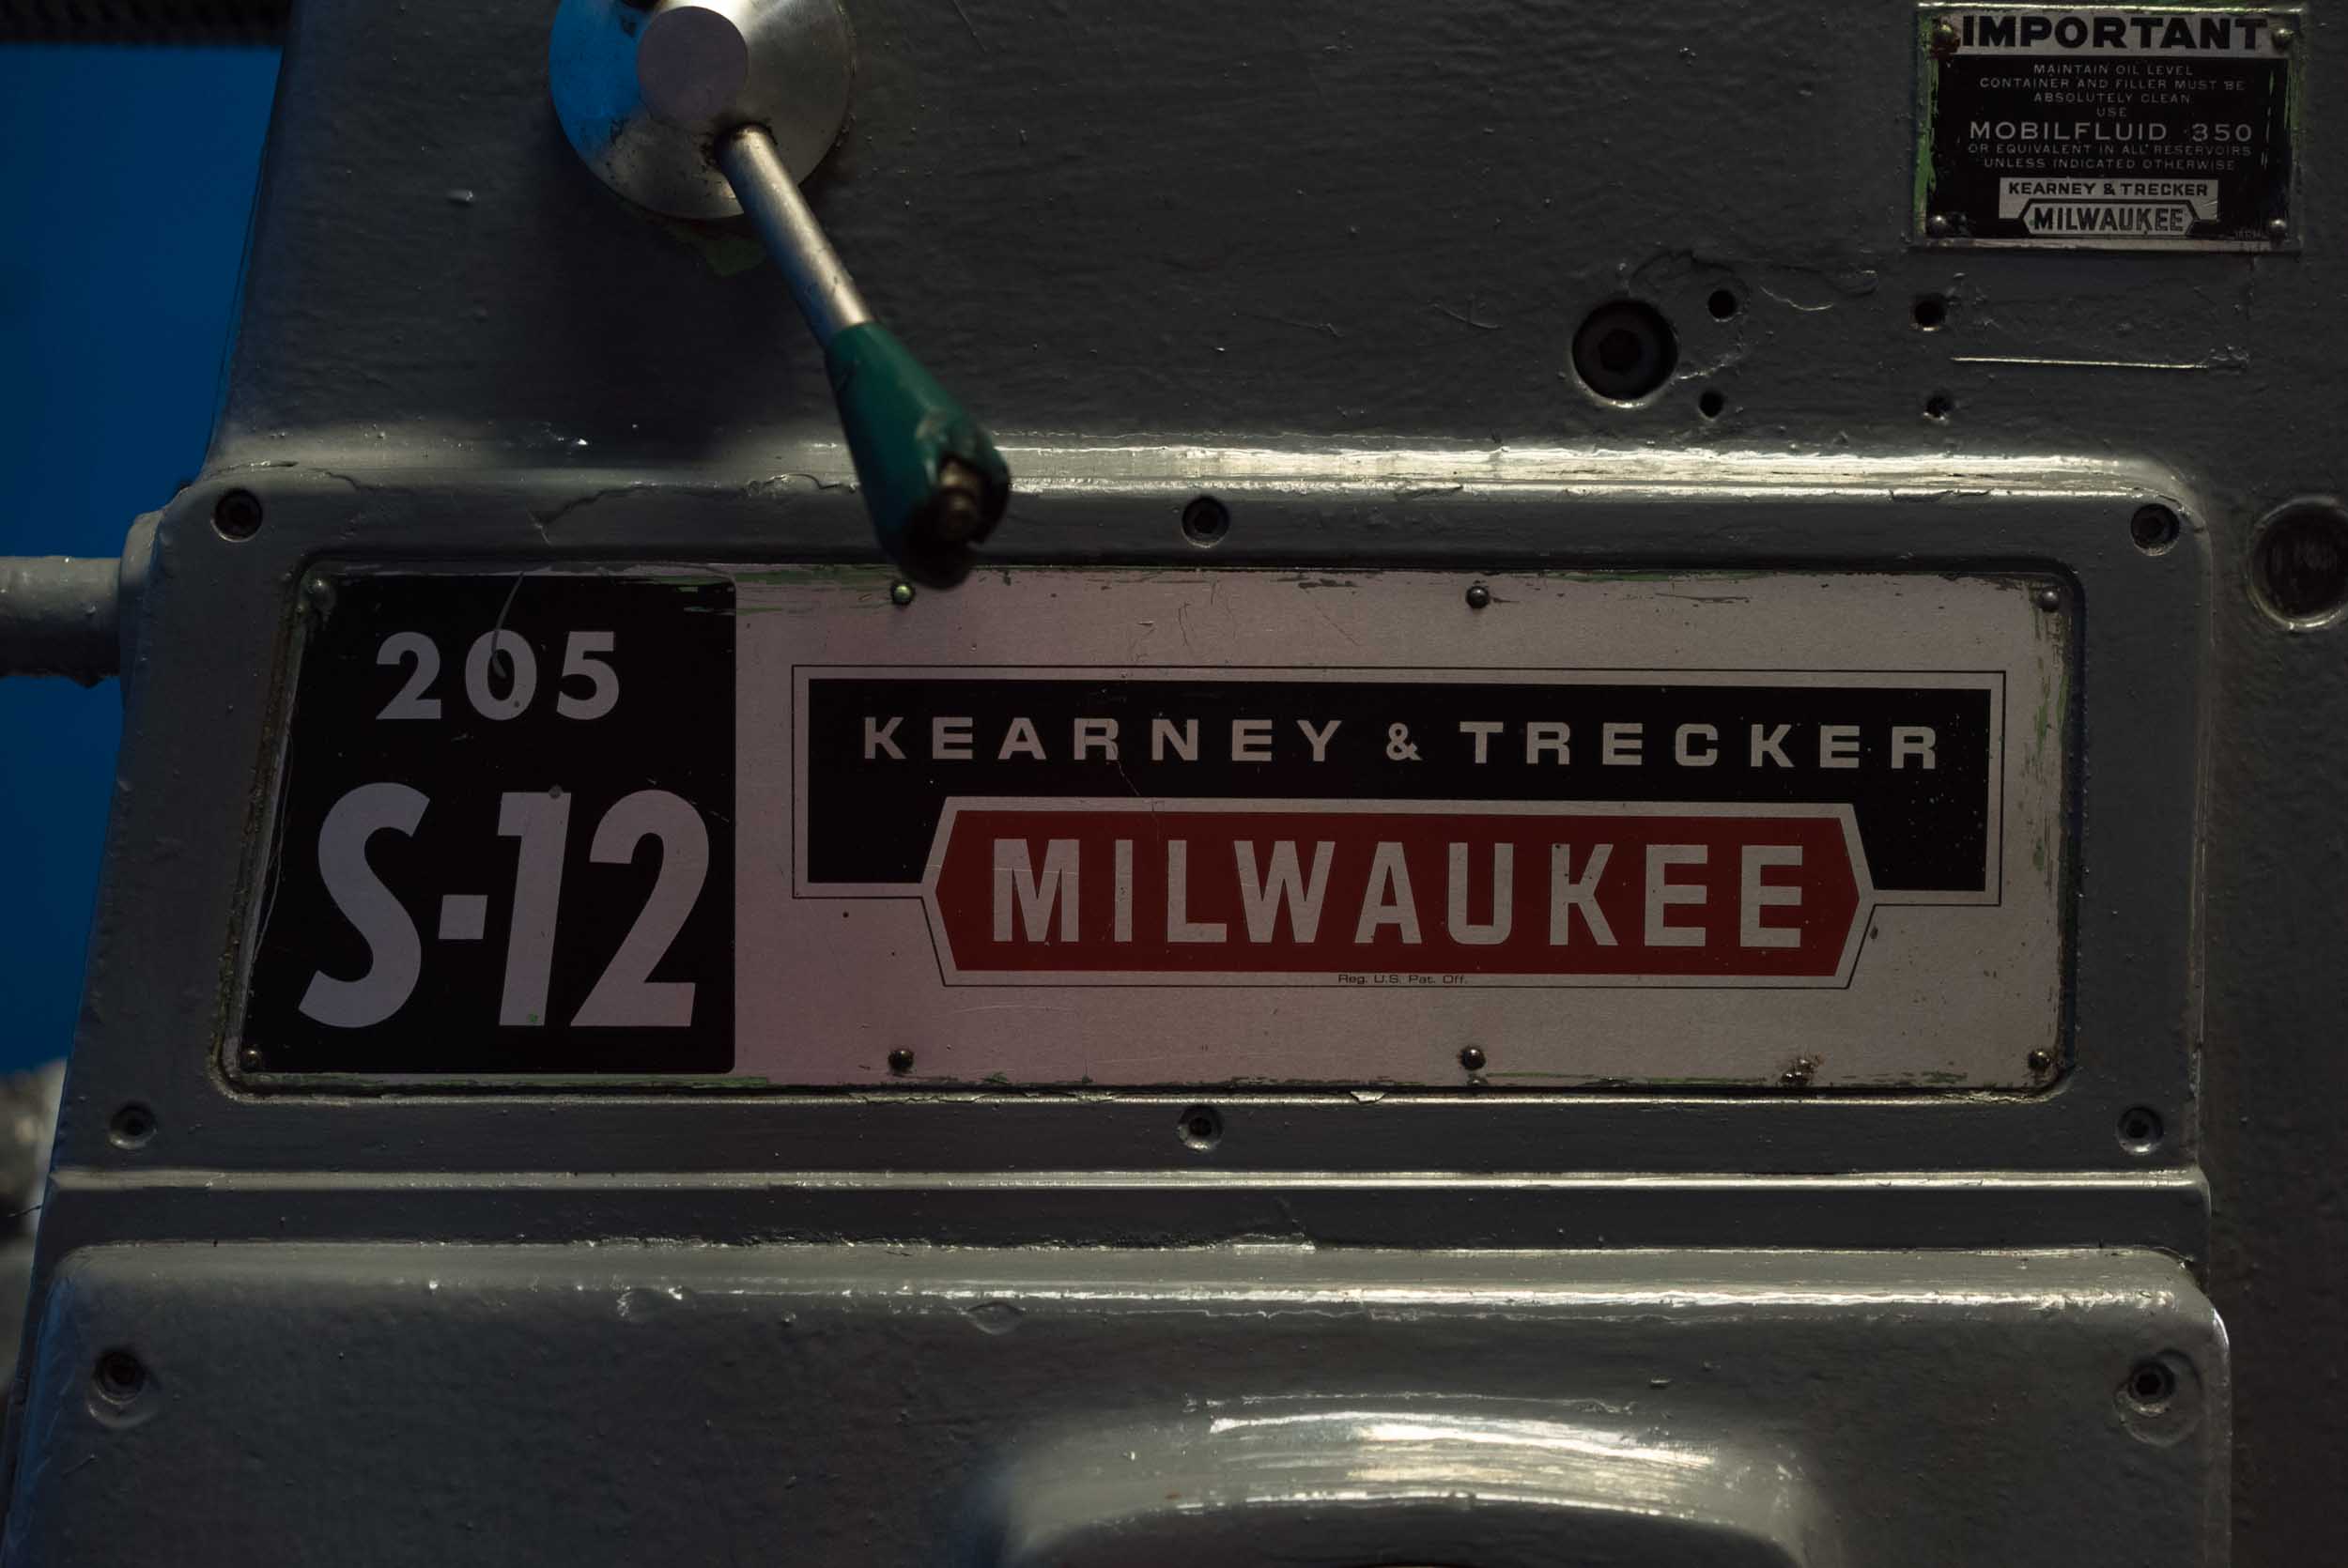 IMPORTANT
MAINTAIN OIL LEVEL
CONTAINER AND FILLER MUST BE
ABSOLUTELY CLEAN
USE
MOBILFLUID 350
OR EQUIVALENT IN ALL RESERVOIRS
UNLESS INDICATED OTHERWISE
KEARNEY & TRECKER
MILWAUKEE
205
S-12
KEARNEY & TRECKER
MILWAUKEE
Reg. U.S. Pat. Off.